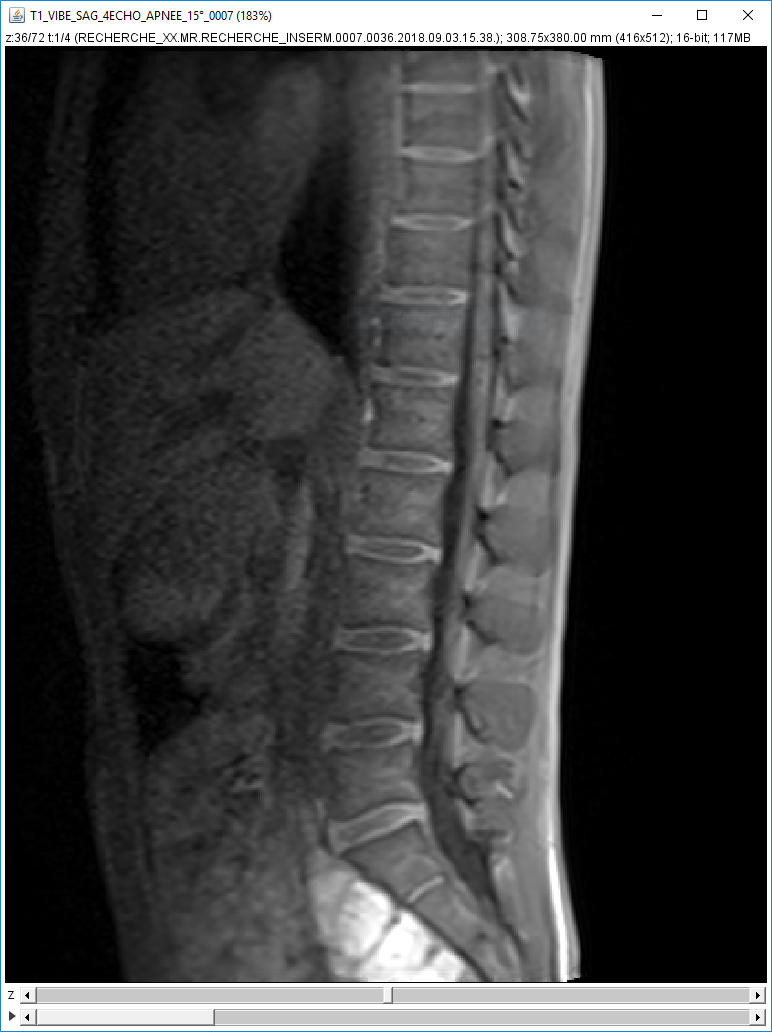 T1_VIBE_SAG_4ECHO_APNEE_15°_0007 (183%)
z:36/72 t:1/4 (RECHERCHE_XX.MR.RECHERCHE_INSERM.0007.0036.2018.09.03.15.38.); 308.75x380.00 mm (416x512); 16-bit; 117MB
z